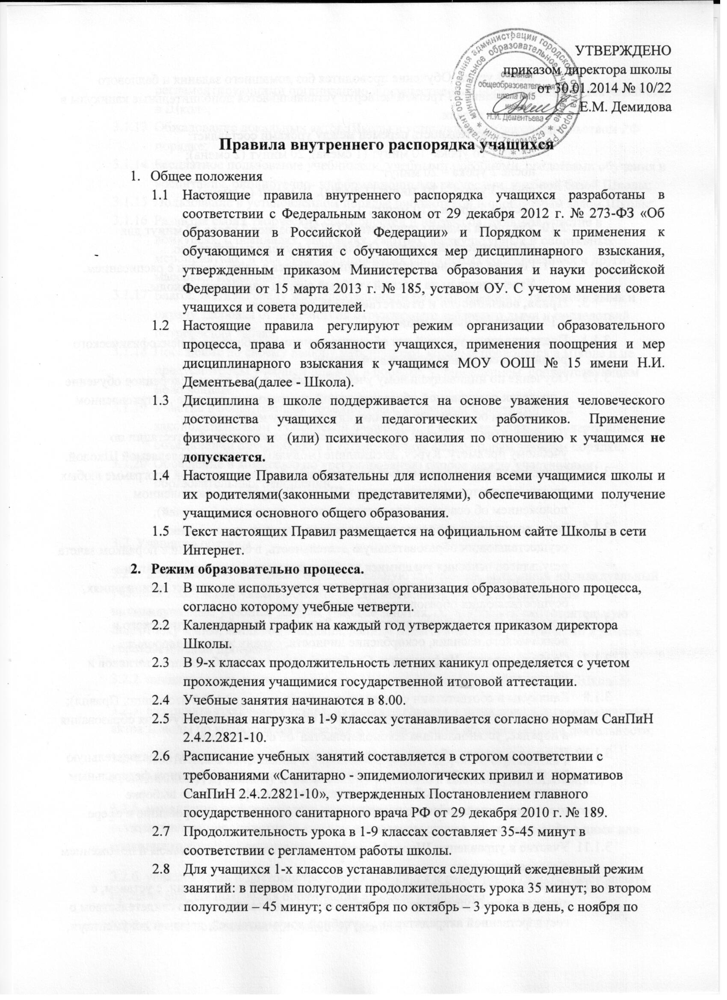 УТВЕРЖДЕНО
приказом директора школы
от 30.01.2014 № 10/22
Е.М. Демидова
основная
общеобразовательная
школа №15
имени
Н.И. Дементьева
Правила внутреннего распорядка учащихся
1. Общее положения
1.1 Настоящие правила внутреннего распорядка учащихся разработаны в
соответствии с Федеральным законом от 29 декабря 2012 г. № 273-ФЗ «Об
образовании в Российской Федерации» и Порядком к применения к
обучающимся и снятия с обучающихся мер дисциплинарного взыскания,
утвержденным приказом Министерства образования и науки российской
Федерации от 15 марта 2013 г. № 185, уставом ОУ. С учетом мнения совета
учащихся и совета родителей.
1.2 Настоящие правила регулируют режим организации образовательного
процесса, права и обязанности учащихся, применения поощрения и мер
дисциплинарного взыскания к учащимся МОУ ООШ № 15 имени Н.И.
Дементьева(далее - Школа).
1.3 Дисциплина в школе поддерживается на основе уважения человеческого
достоинства учащихся и педагогических работников. Применение
физического и (или) психического насилия по отношению к учащимся не
допускается.
1.4 Настоящие Правила обязательны для исполнения всеми учащимися школы и
их родителями(законными представителями), обеспечивающими получение
учащимися основного общего образования.
1.5 Текст настоящих Правил размещается на официальном сайте Школы в сети
Интернет.
2. Режим образовательно процесса.
2.1 В школе используется четвертная организация образовательного процесса,
согласно которому учебные четверти.
2.2 Календарный график на каждый год утверждается приказом директора
Школы.
2.3 В 9-х классах продолжительность летних каникул определяется с учетом
прохождения учащимися государственной итоговой аттестации.
2.4 Учебные занятия начинаются в 8.00.
2.5 Недельная нагрузка в 1-9 классах устанавливается согласно нормам СанПиН
2.4.2.2821-10.
2.6 Расписание учебных занятий составляется в строгом соответствии с
требованиями «Санитарно - эпидемиологических привил и нормативов
СанПиН 2.4.2.2821-10», утвержденных Постановлением главного
государственного санитарного врача РФ от 29 декабря 2010 г. № 189.
2.7 Продолжительность урока в 1-9 классах составляет 35-45 минут в
соответствии с регламентом работы школы.
2.8 Для учащихся 1-х классов устанавливается следующий ежедневный режим
занятий: в первом полугодии продолжительность урока 35 минут; во втором
полугодии – 45 минут; с сентября по октябрь – 3 урока в день, с ноября по